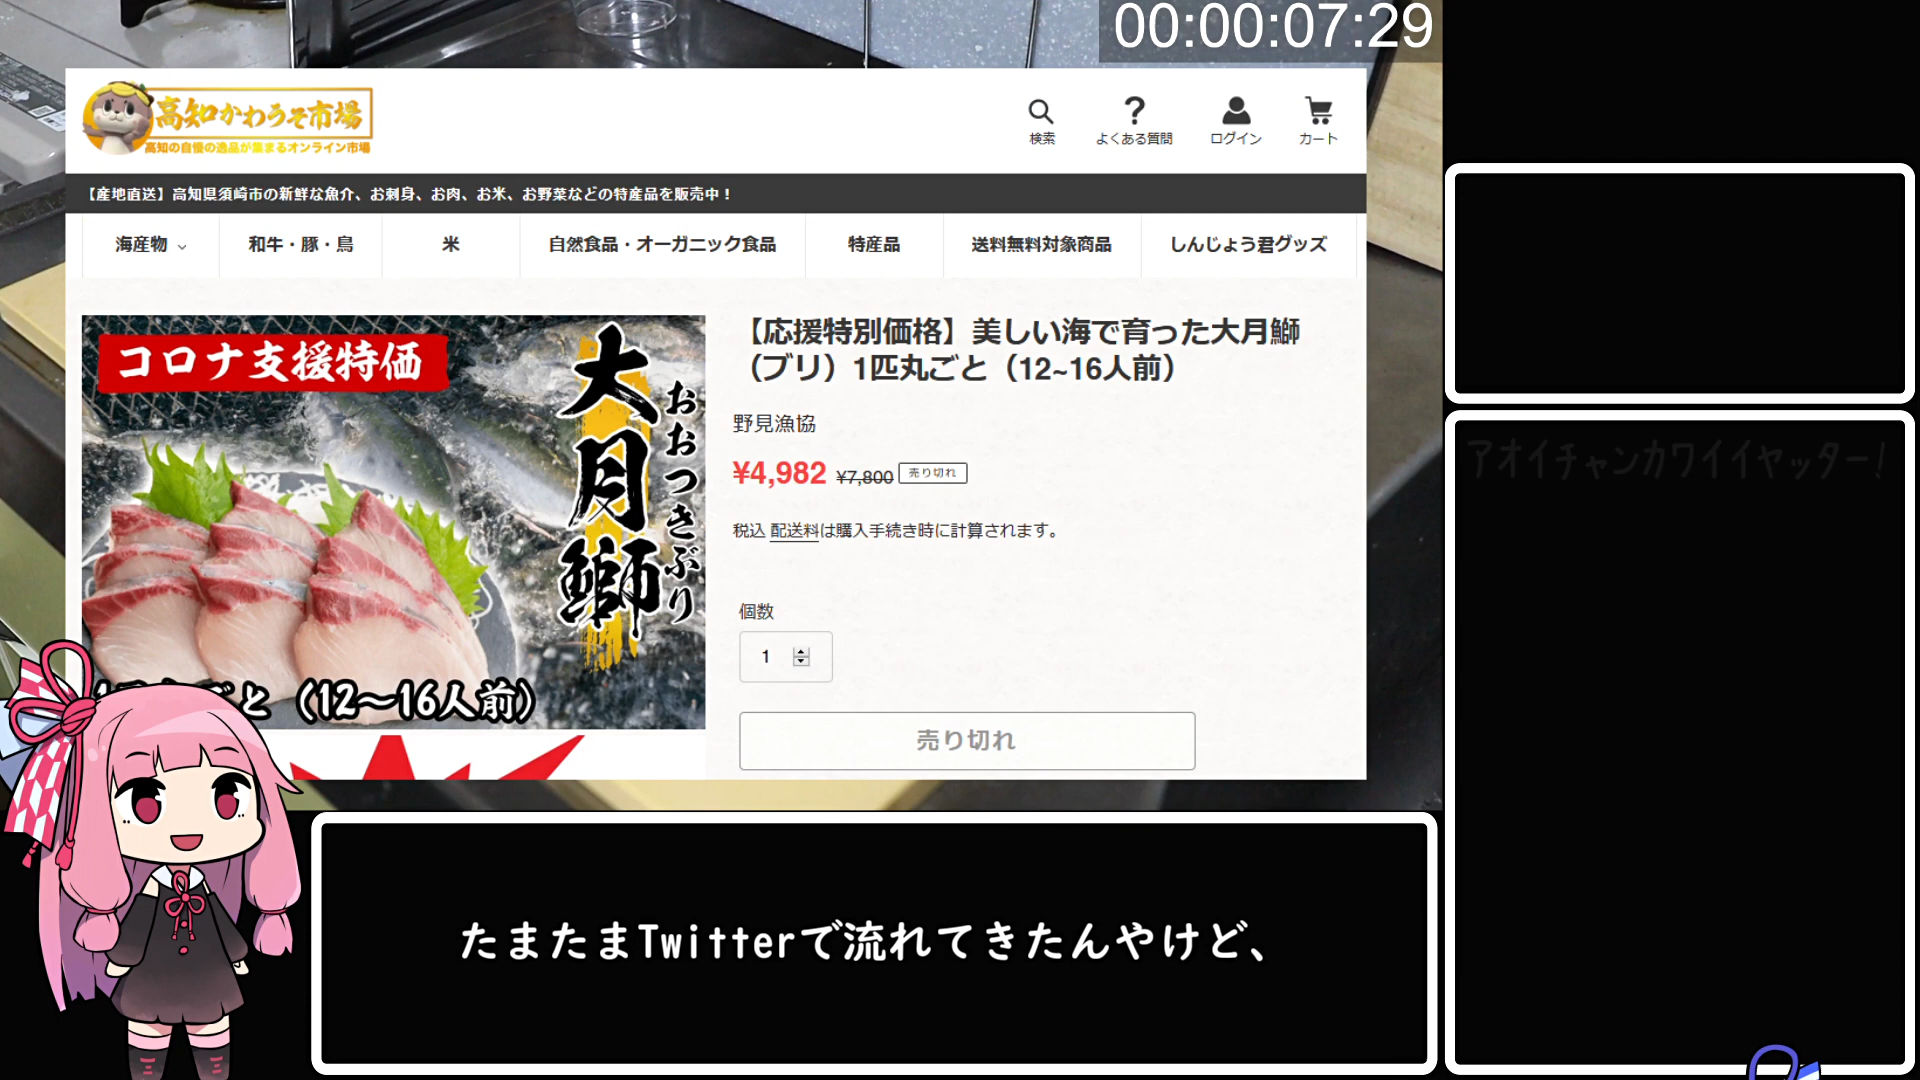 00:00:07:29
高知かわうそ市場
高知の自慢の逸品が集まるオンライン市場
検索
よくある質問
ログイン
カート
【産地直送】高知県須崎市の新鮮な魚介、お刺身、お肉、お米、お野菜などの特産品を販売中！
海産物
和牛・豚・鳥
米
自然食品・オーガニック食品
特産品
送料無料対象商品
しんじょう君グッズ
コロナ支援特価
大月鰤
おおつきぶり
ごと（12〜16人前）
【応援特別価格】美しい海で育った大月鰤
（ブリ）1匹丸ごと（12~16人前）
野見漁協
¥4,982 ¥7,800 売り切れ
税込 配送料は購入手続き時に計算されます。
個数
1
売り切れ
アオイチャンカワイイヤッター！
たまたまTwitterで流れてきたんやけど、